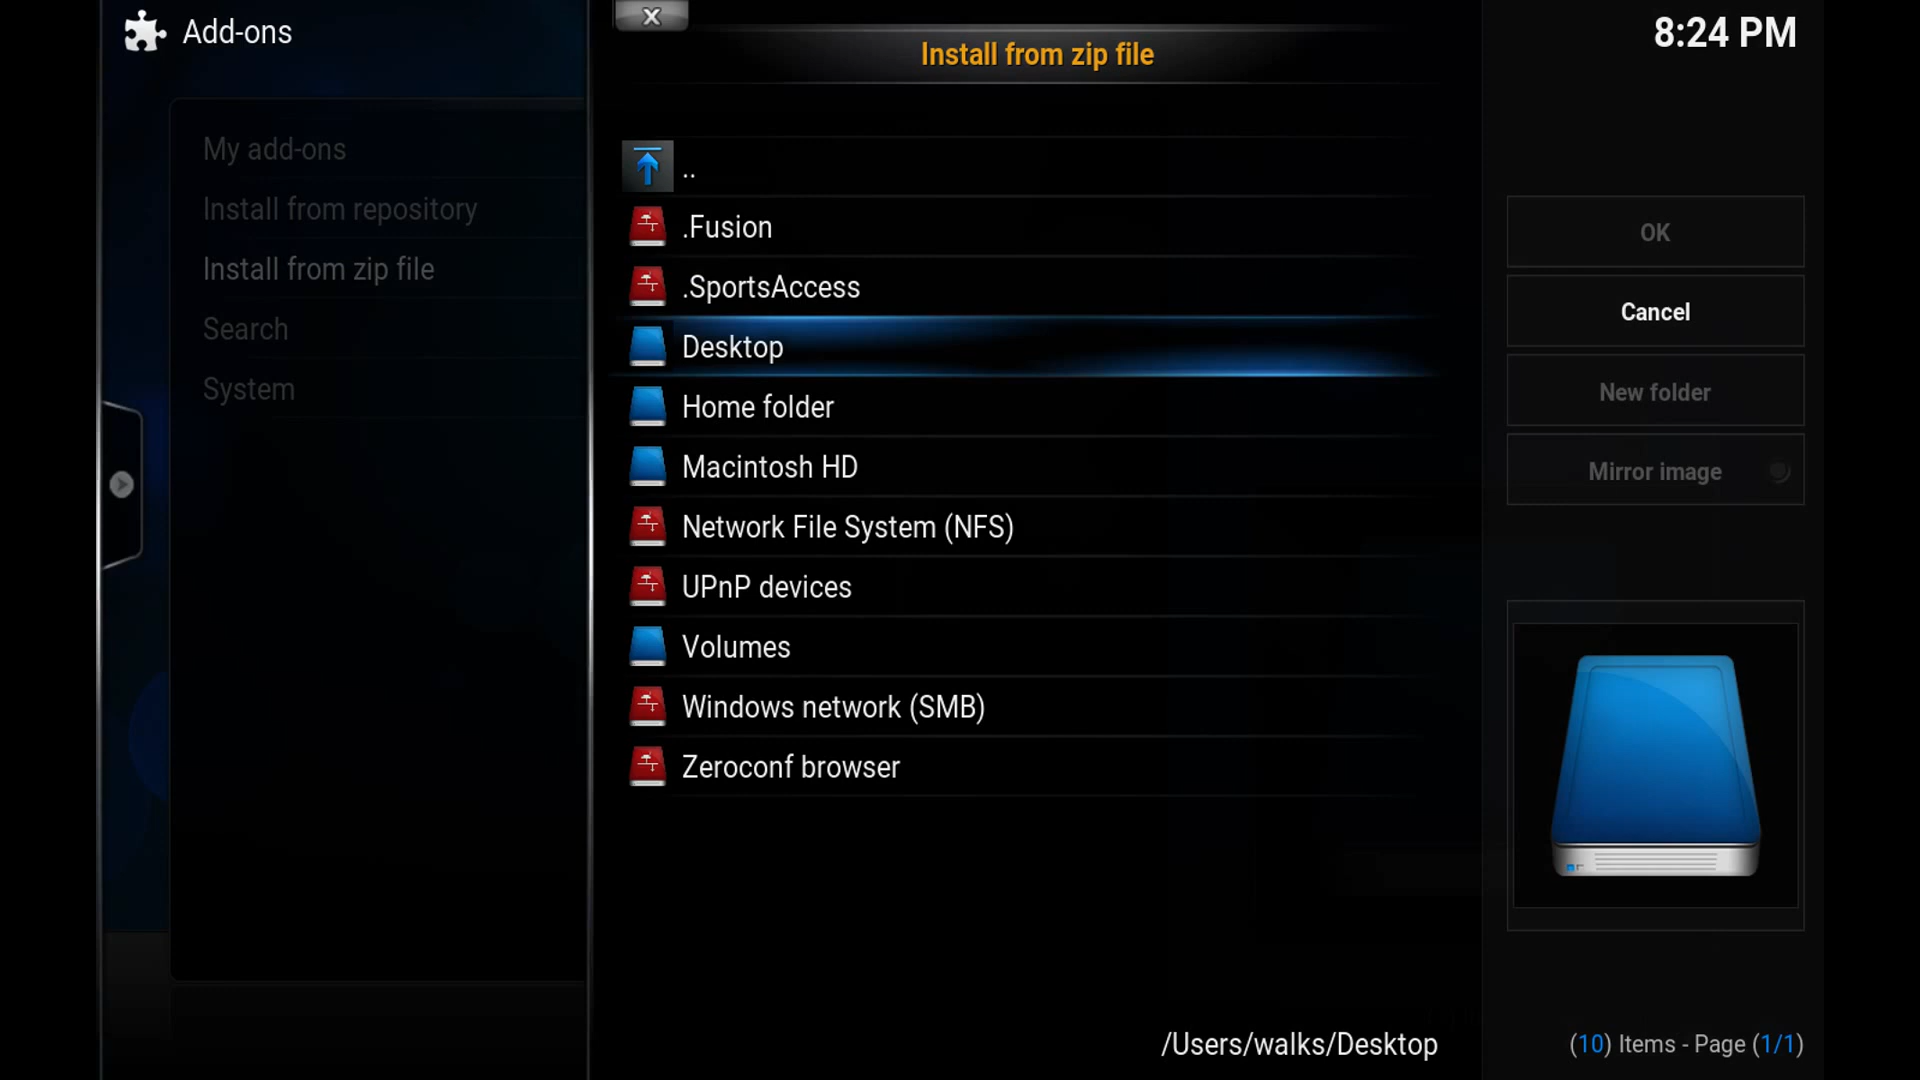 Add-ons
My add-ons
Install from repository
Install from zip file
Search
System
X
Install from zip file
..
.Fusion
.SportsAccess
Desktop
Home folder
Macintosh HD
Network File System (NFS)
UPnP devices
Volumes
Windows network (SMB)
Zeroconf browser
/Users/walks/Desktop
8:24 PM
OK
Cancel
New folder
Mirror image
(10) Items - Page (1/1)